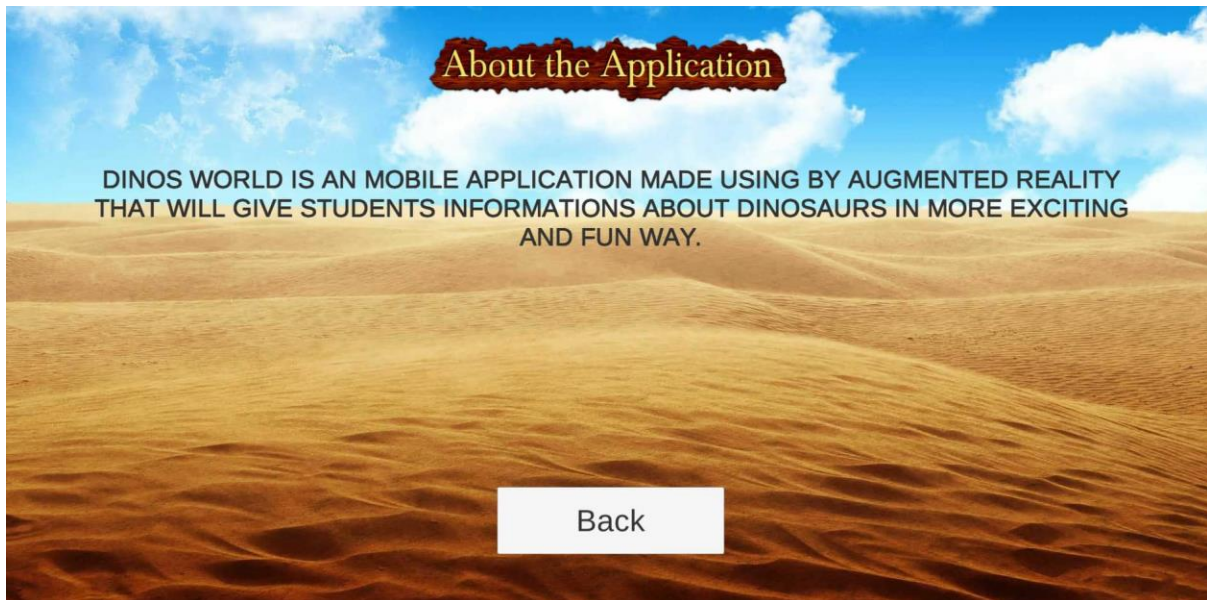 About the Application
DINOS WORLD IS AN MOBILE APPLICATION MADE USING BY AUGMENTED REALITY
THAT WILL GIVE STUDENTS INFORMATIONS ABOUT DINOSAURS IN MORE EXCITING
AND FUN WAY.
Back